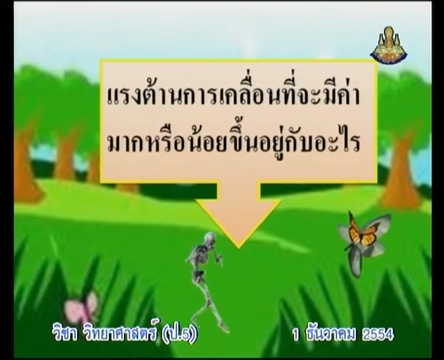 แรงต้านการเคลื่อนที่จะมีค่า
มากหรือน้อยขึ้นอยู่กับอะไร
วิชา วิทยาศาสตร์ (ป.5)
1 ธันวาคม 2554